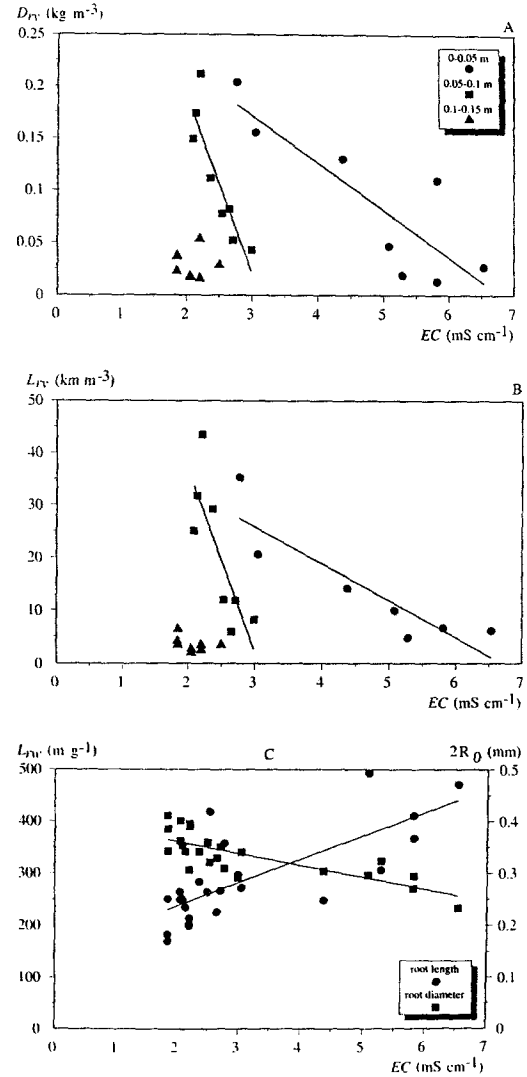 D_rv (kg m-3)
A
0.25
0.2
0.15
0.1
0.05
0
0-0.05 m
0.05-0.1 m
0.1-0.15 m
0 1 2 3 4 5 6 7
EC (mS cm-1)
L_rv (km m-3)
B
50
40
30
20
10
0
0 1 2 3 4 5 6 7
EC (mS cm-1)
L_rw (m g-1)
C
2R0 (mm)
500 0.5
400 0.4
300 0.3
200 0.2
100 0.1
0 0
root length
root diameter
0 1 2 3 4 5 6 7
EC (mS cm-1)